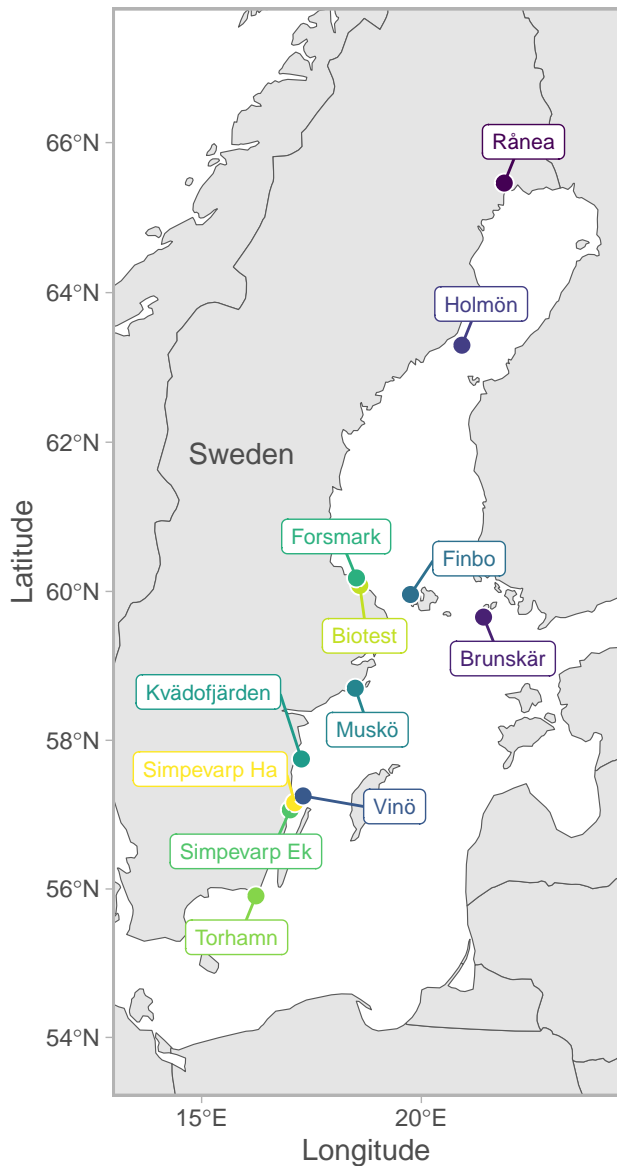 66°N
Rånea
64°N
Holmön
62°N
Sweden
Forsmark
Finbo
60°N
Biotest
Brunskär
Kvädofjärden
Muskö
58°N
Simpevarp Ha
Vinö
Simpevarp Ek
56°N
Torhamn
54°N
15°E
20°E
Longitude
Latitude